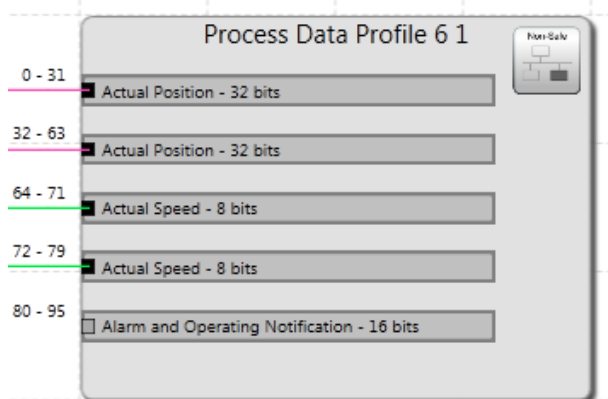 Process Data Profile 6 1
Non-Safe
0 - 31
Actual Position - 32 bits
32 - 63
Actual Position - 32 bits
64 - 71
Actual Speed - 8 bits
72 - 79
Actual Speed - 8 bits
80 - 95
Alarm and Operating Notification - 16 bits